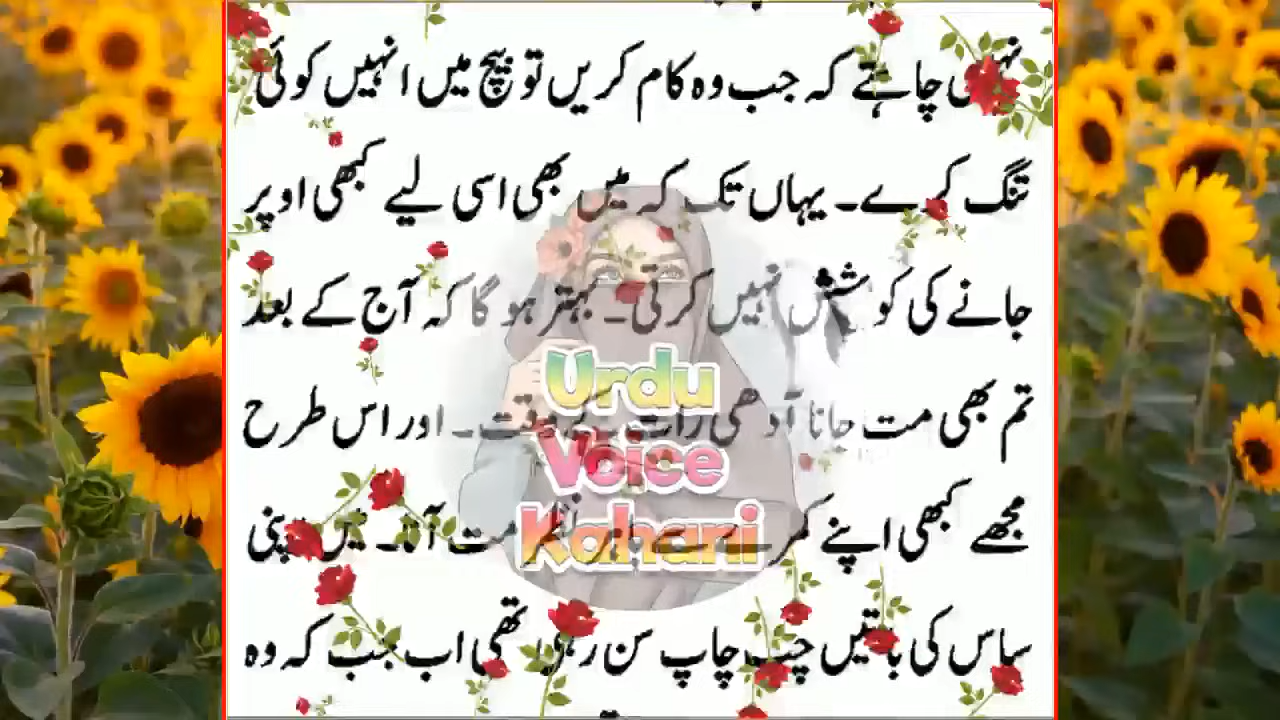 نہیں چاہتے کہ جب وہ کام کریں تو بیچ میں انہیں کوئی
تنگ کرے۔ یہاں تک کہ میں بھی اسی لیے کبھی اوپر
جانے کی کوشش نہیں کرتی۔ بہتر ہو گا کہ آج کے بعد
تم بھی مت جانا آدھی رات کے وقت۔ اور اس طرح
مجھے کبھی اپنے کمرے سے باہر نظر مت آنا۔ میں اپنی
ساس کی باتیں چپ چاپ سن رہی تھی اب جب کہ وہ
Urdu
Voice
Kahani